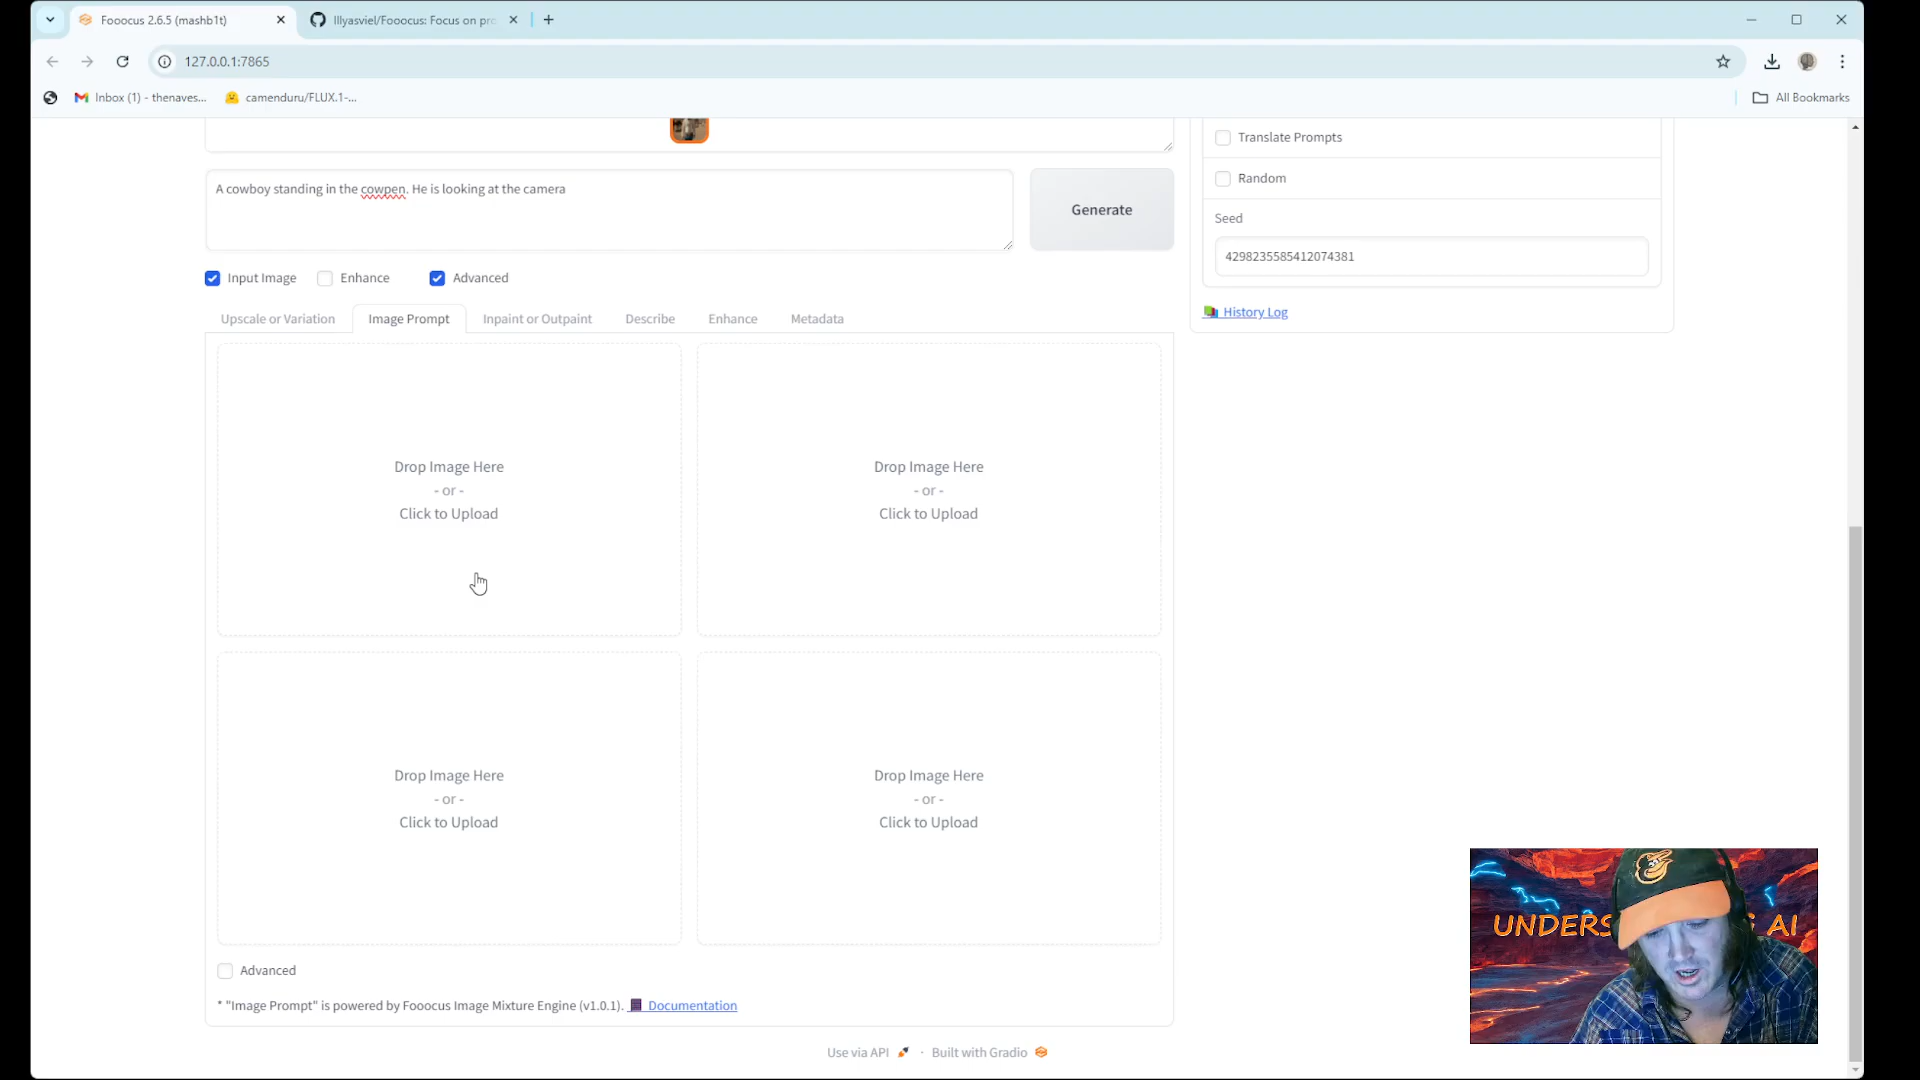 Fooocus 2.6.5 (mashb1t)
lllyasviel/Fooocus: Focus on pro
127.0.0.1:7865
Inbox (1) - thenaves...
camenduru/FLUX.1-...
All Bookmarks
Translate Prompts
A cowboy standing in the cowpen. He is looking at the camera
Generate
Random
Seed
4298235585412074381
Input Image
Enhance
Advanced
History Log
Upscale or Variation
Image Prompt
Inpaint or Outpaint
Describe
Enhance
Metadata
Drop Image Here
- or -
Click to Upload
Drop Image Here
- or -
Click to Upload
Drop Image Here
- or -
Click to Upload
Drop Image Here
- or -
Click to Upload
UNDERS G AI
Advanced
* "Image Prompt" is powered by Fooocus Image Mixture Engine (v1.0.1). Documentation
Use via API · Built with Gradio